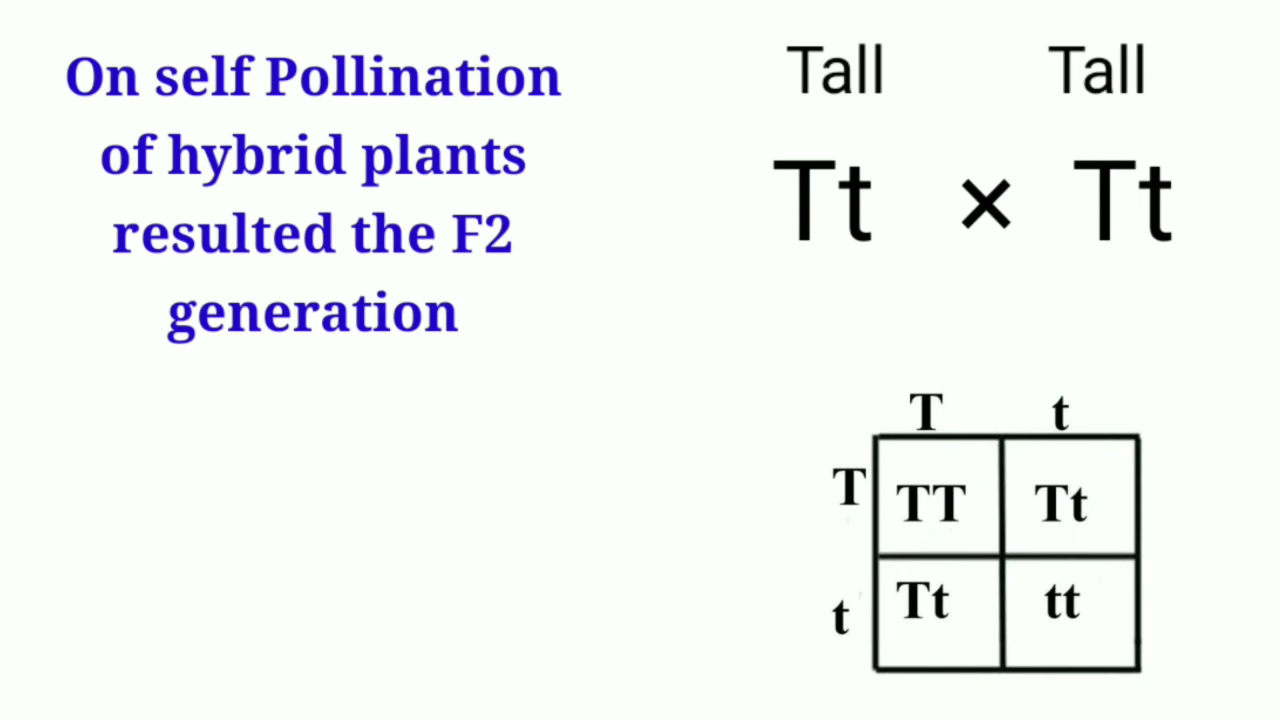 On self Pollination
of hybrid plants
resulted the F2
generation
Tall Tall
Tt × Tt
T t
T TT Tt
t Tt tt